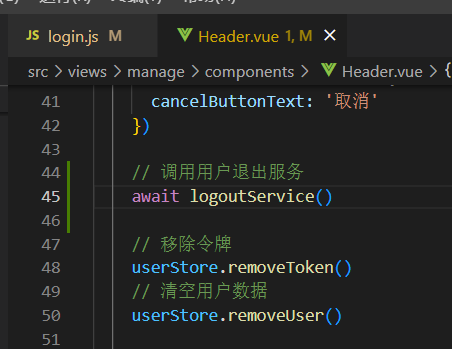 login.js M Header.vue 1, M
src > views > manage > components > Header.vue > {
41 cancelButtonText: '取消'
42 })
43
44 // 调用用户退出服务
45 await logoutService()
46
47 // 移除令牌
48 userStore.removeToken()
49 // 清空用户数据
50 userStore.removeUser()
51